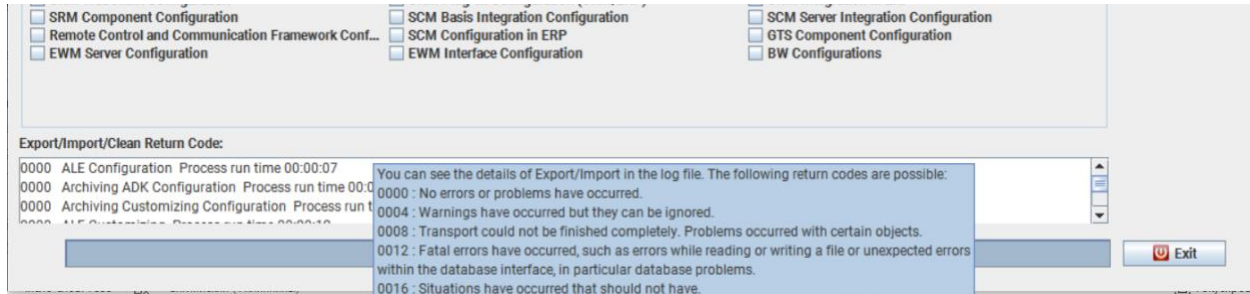 SRM Component Configuration
SCM Basis Integration Configuration
SCM Server Integration Configuration
Remote Control and Communication Framework Conf...
SCM Configuration in ERP
GTS Component Configuration
EWM Server Configuration
EWM Interface Configuration
BW Configurations
Export/Import/Clean Return Code:
0000 ALE Configuration Process run time 00:00:07
0000 Archiving ADK Configuration Process run time 00:0
0000 Archiving Customizing Configuration Process run t
You can see the details of Export/Import in the log file. The following return codes are possible:
0000 : No errors or problems have occurred.
0004 : Warnings have occurred but they can be ignored.
0008 : Transport could not be finished completely. Problems occurred with certain objects.
0012 : Fatal errors have occurred, such as errors while reading or writing a file or unexpected errors
within the database interface, in particular database problems.
0016 : Situations have occurred that should not have.
Exit